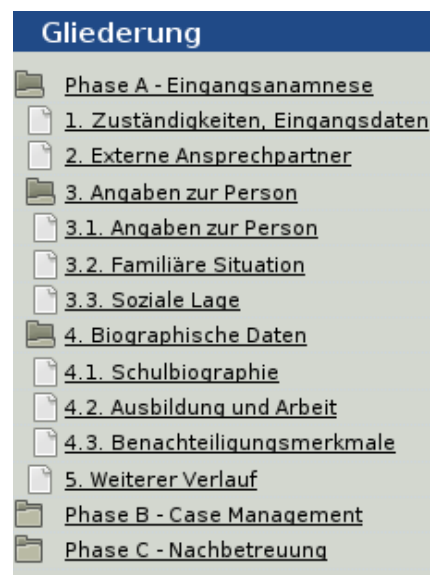 Gliederung
Phase A - Eingangsanamnese
1. Zuständigkeiten, Eingangsdaten
2. Externe Ansprechpartner
3. Angaben zur Person
3.1. Angaben zur Person
3.2. Familiäre Situation
3.3. Soziale Lage
4. Biographische Daten
4.1. Schulbiographie
4.2. Ausbildung und Arbeit
4.3. Benachteiligungsmerkmale
5. Weiterer Verlauf
Phase B - Case Management
Phase C - Nachbetreuung